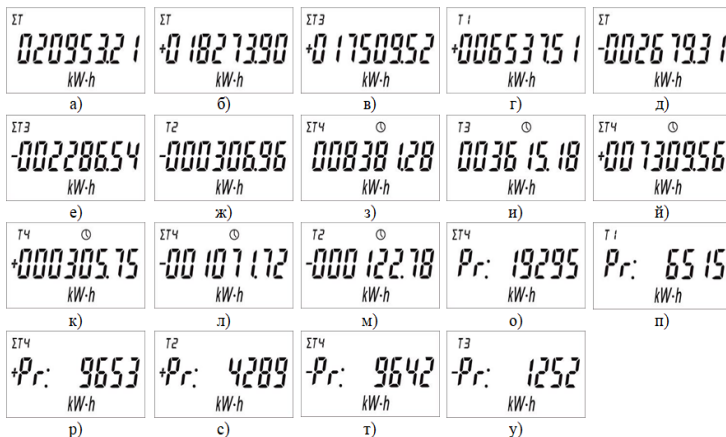 ΣT ΣT ΣT3 T1 ΣT
020953.21 +018273.90 +017509.52 +006537.51 -002679.31
kW·h kW·h kW·h kW·h kW·h
а) б) в) г) д)
ΣT3 T2 ΣT4 T3 ΣT4
-002286.54 -000306.96 008381.28 003615.18 +007309.56
kW·h kW·h kW·h kW·h kW·h
е) ж) з) и) й)
T4 ΣT4 T2 ΣT4 T1
+000305.75 -001071.72 -000122.78 Pr: 19295 Pr: 6515
kW·h kW·h kW·h kW·h kW·h
к) л) м) о) п)
ΣT4 T2 ΣT4 T3
+Pr: 9653 +Pr: 4289 -Pr: 9642 -Pr: 1252
kW·h kW·h kW·h kW·h
р) с) т) у)